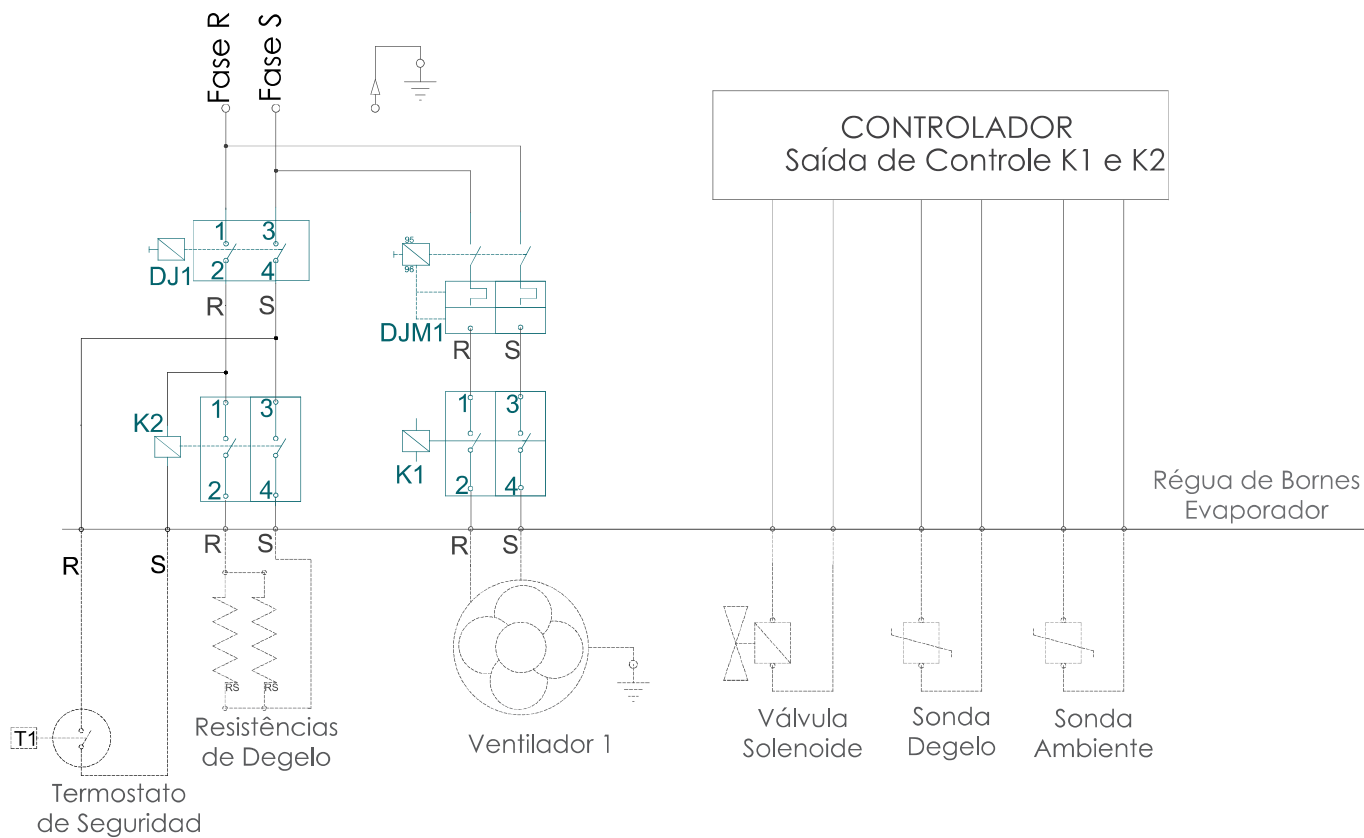 Fase R
Fase S
CONTROLADOR
Saída de Controle K1 e K2
1
3
2
4
DJ1
R
S
95
96
DJM1
R
S
K2
1
3
2
4
K1
1
3
2
4
Régua de Bornes
Evaporador
R
S
R
S
R
S
RS
RS
T1
Resistências
de Degelo
Ventilador 1
Válvula
Solenoide
Sonda
Degelo
Sonda
Ambiente
Termostato
de Seguridad